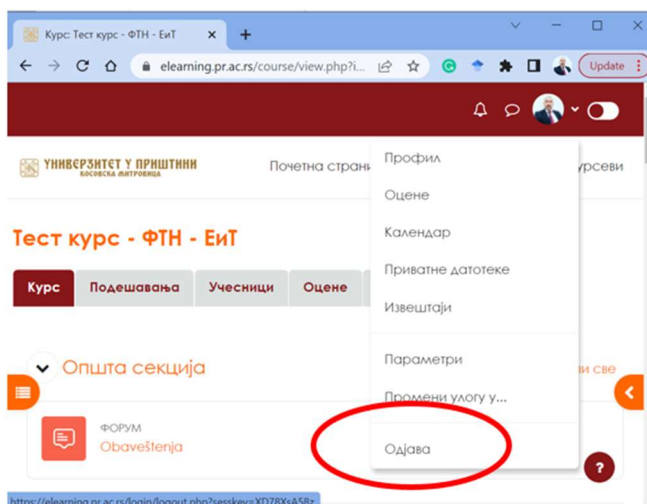 Курс: Тест курс - ФТН - ЕиТ
elearning.pr.ac.rs/course/view.php?i...
Update
УНИВЕРЗИТЕТ У ПРИШТИНИ
КОСОВСКА МИТРОВИЦА
Почетна страни
урсеви
Профил
Оцене
Календар
Приватне датотеке
Извештаји
Параметри
Промени улогу у...
Одјава
Тест курс - ФТН - ЕиТ
Курс Подешавања Учесници Оцене
Општа секција
и све
ФОРУМ
Obaveštenja
?
https://elearning.pr.ac.rs/login/logout.php?sesskey=XD78XsA58z